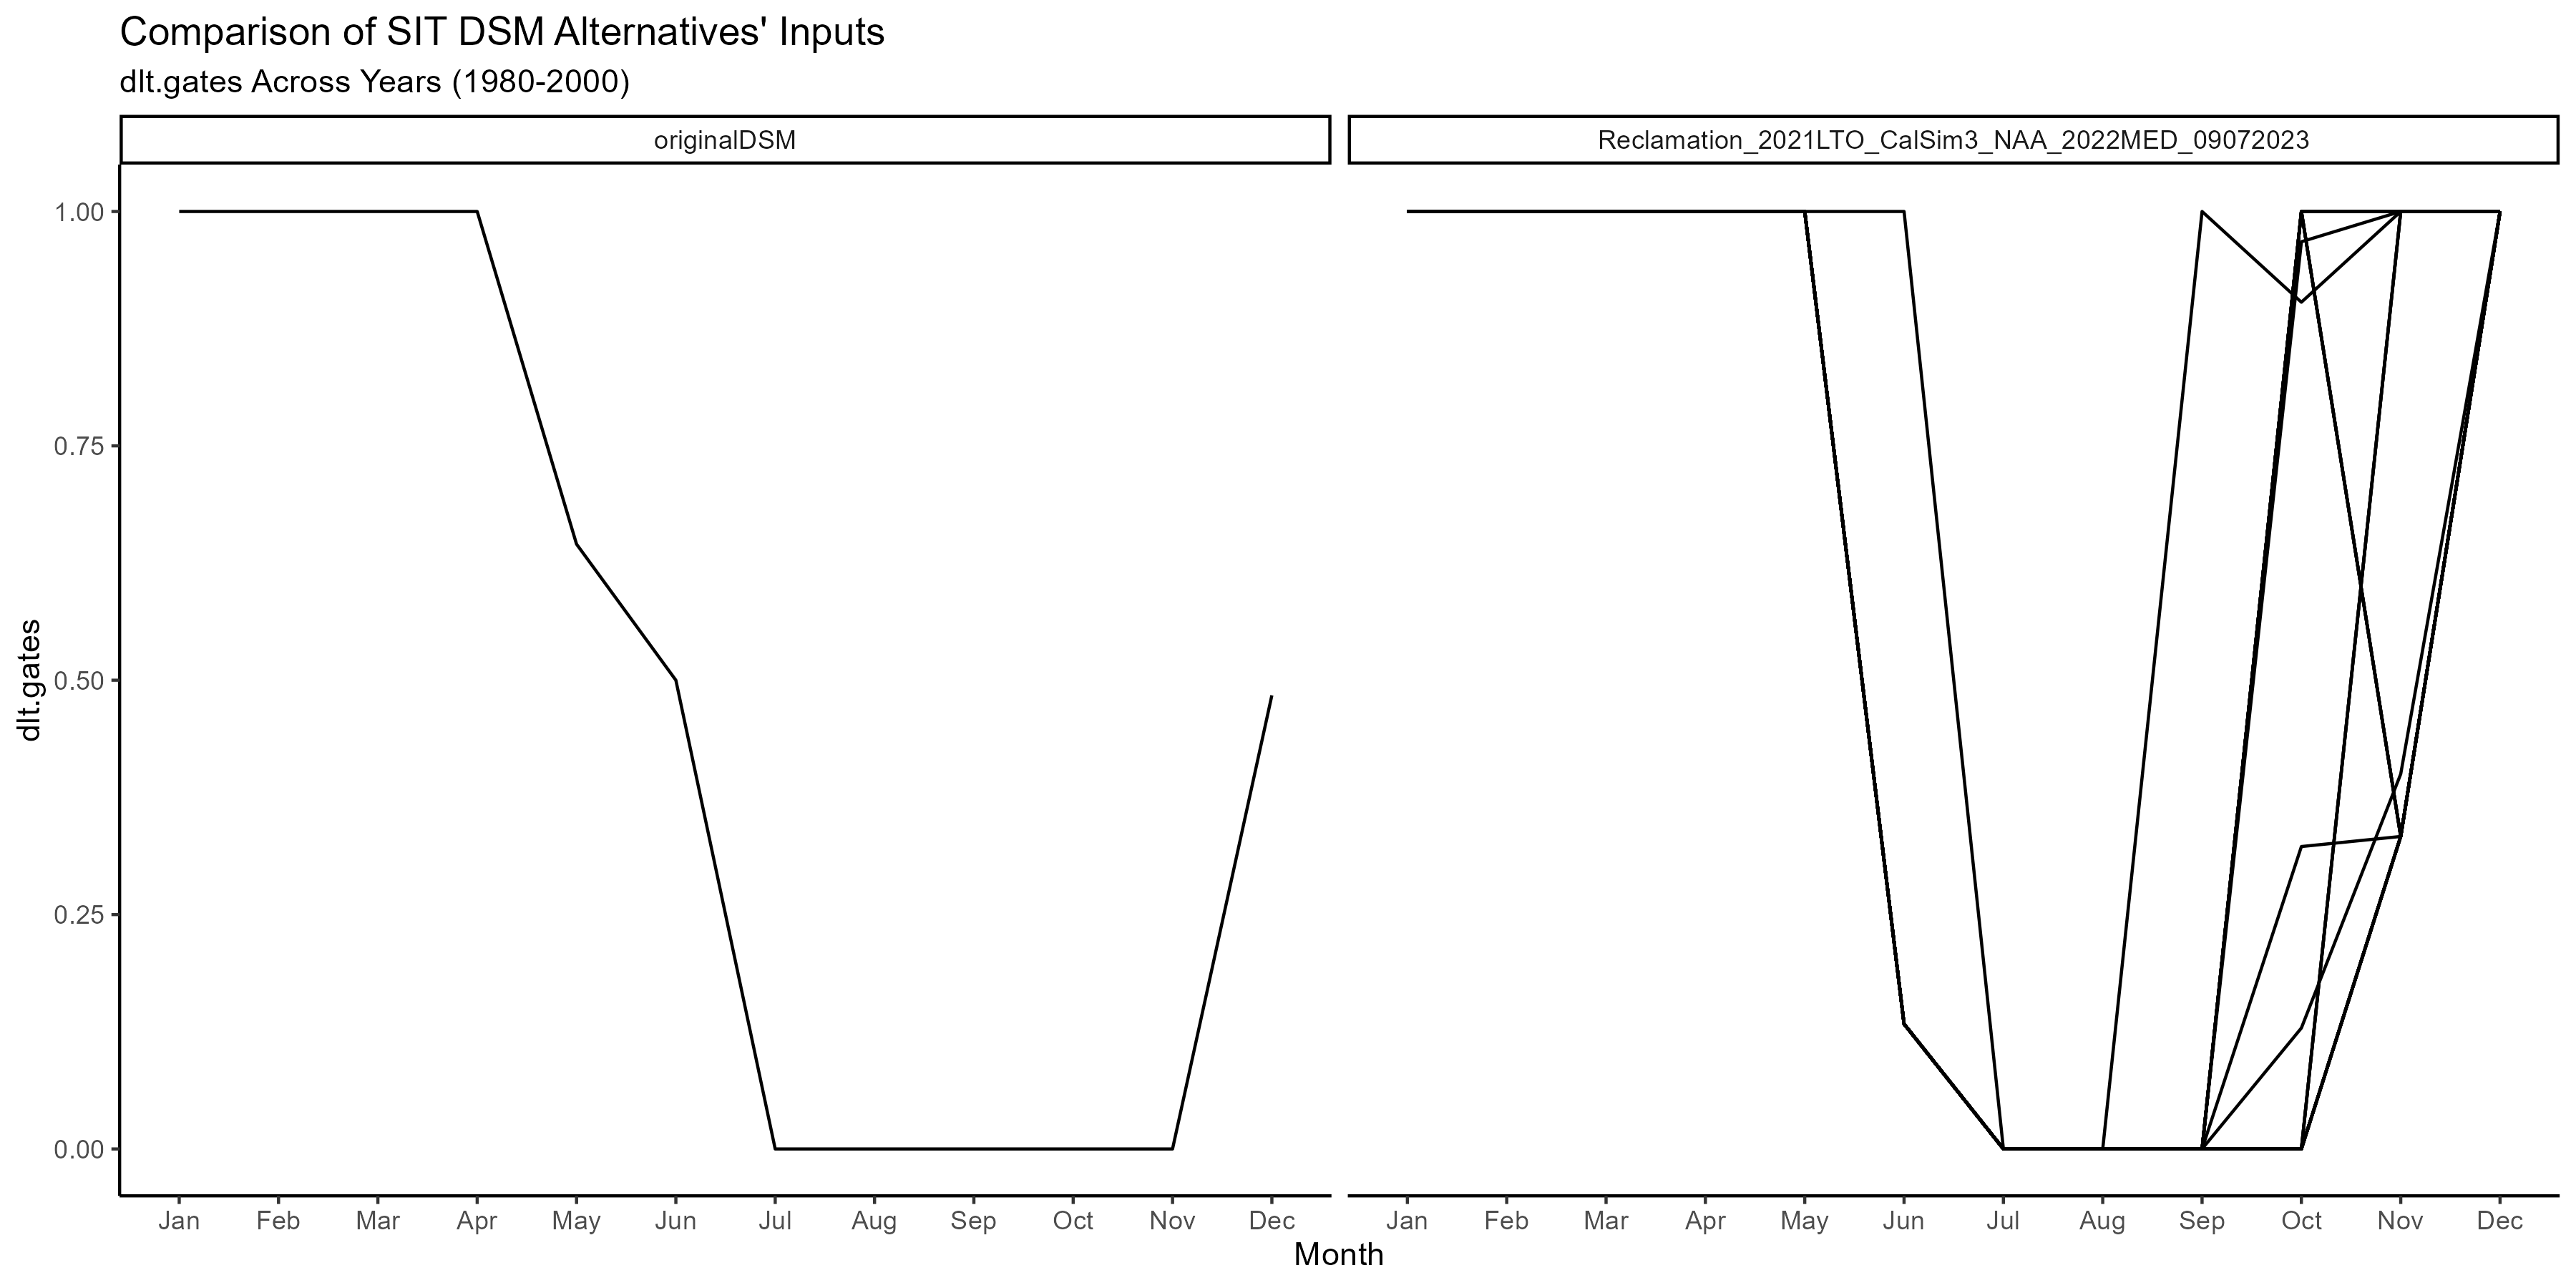 Comparison of SIT DSM Alternatives' Inputs
dlt.gates Across Years (1980-2000)
originalDSM
Reclamation_2021LTO_CalSim3_NAA_2022MED_09072023
dlt.gates
1.00
0.75
0.50
0.25
0.00
Jan Feb Mar Apr May Jun Jul Aug Sep Oct Nov Dec
Jan Feb Mar Apr May Jun Jul Aug Sep Oct Nov Dec
Month